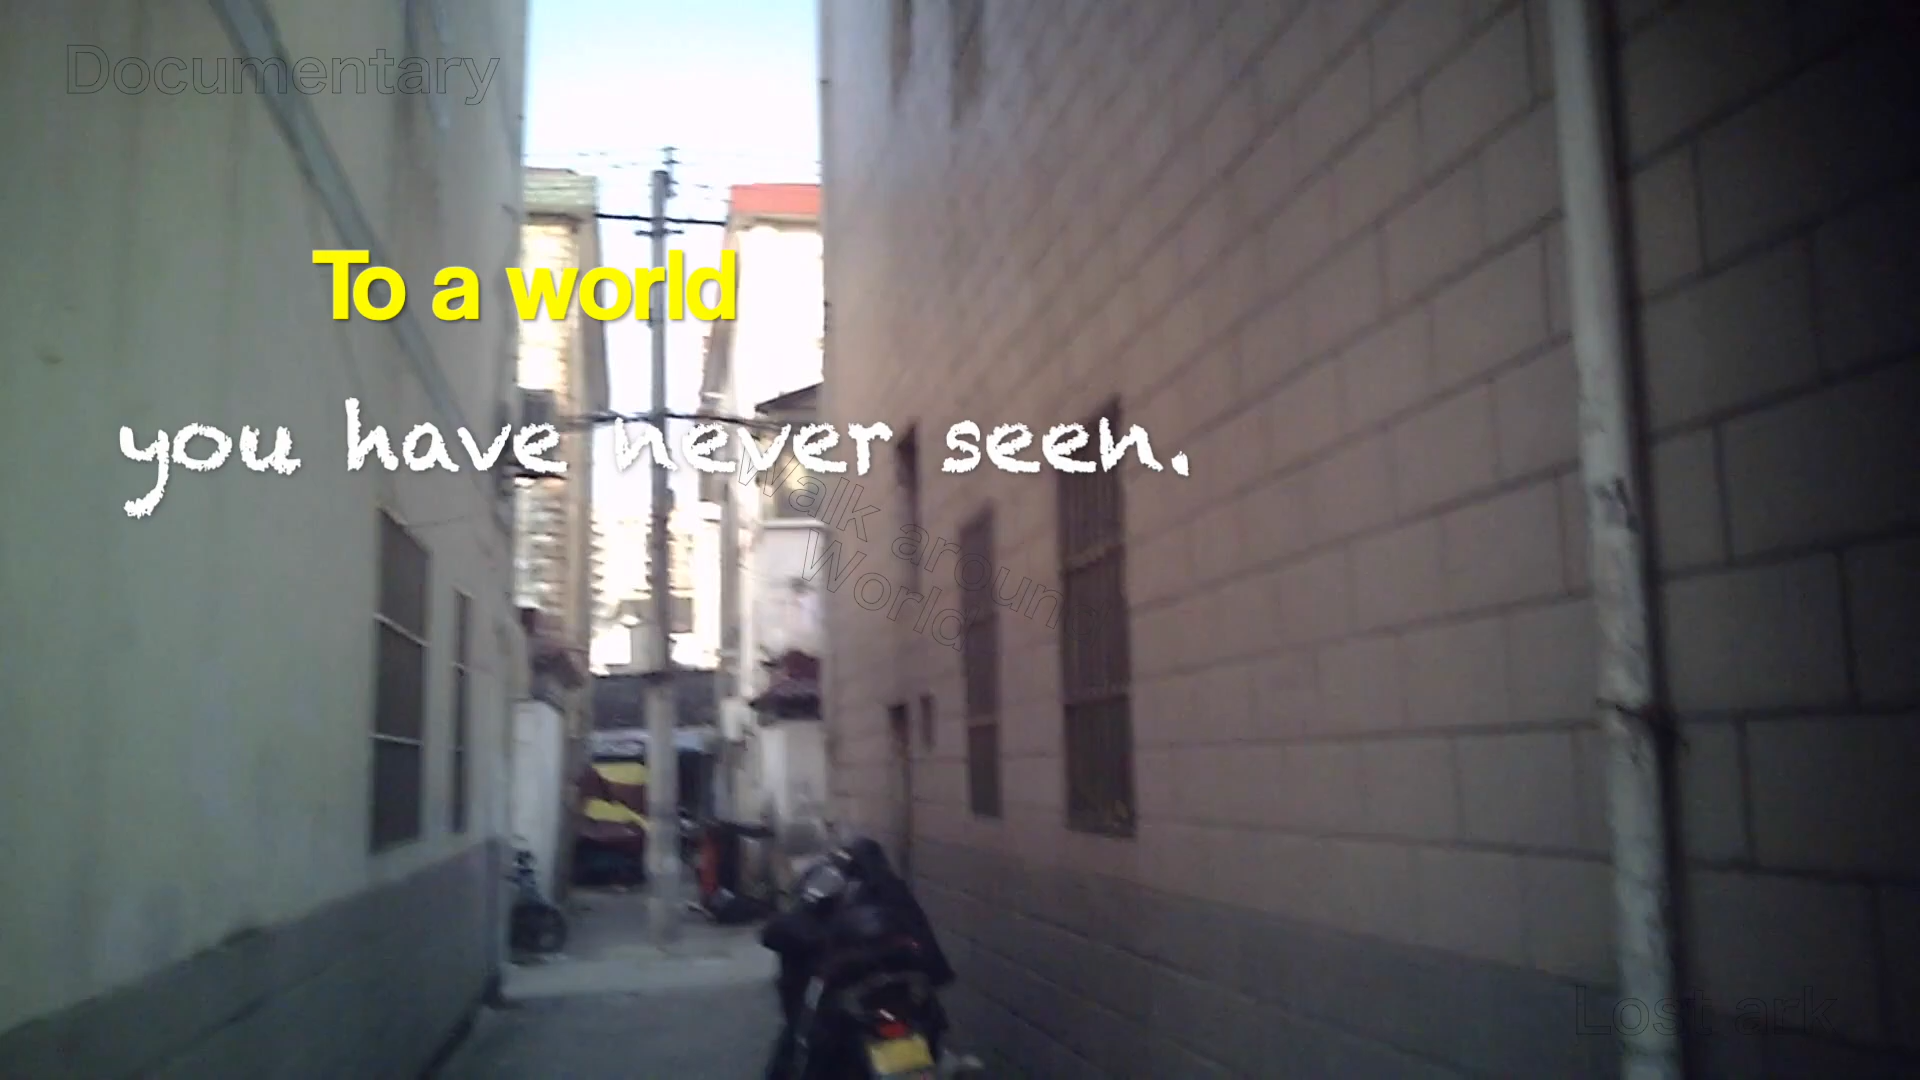 Documentary
To a world
you have never seen.
Walk around
World
Lost ark